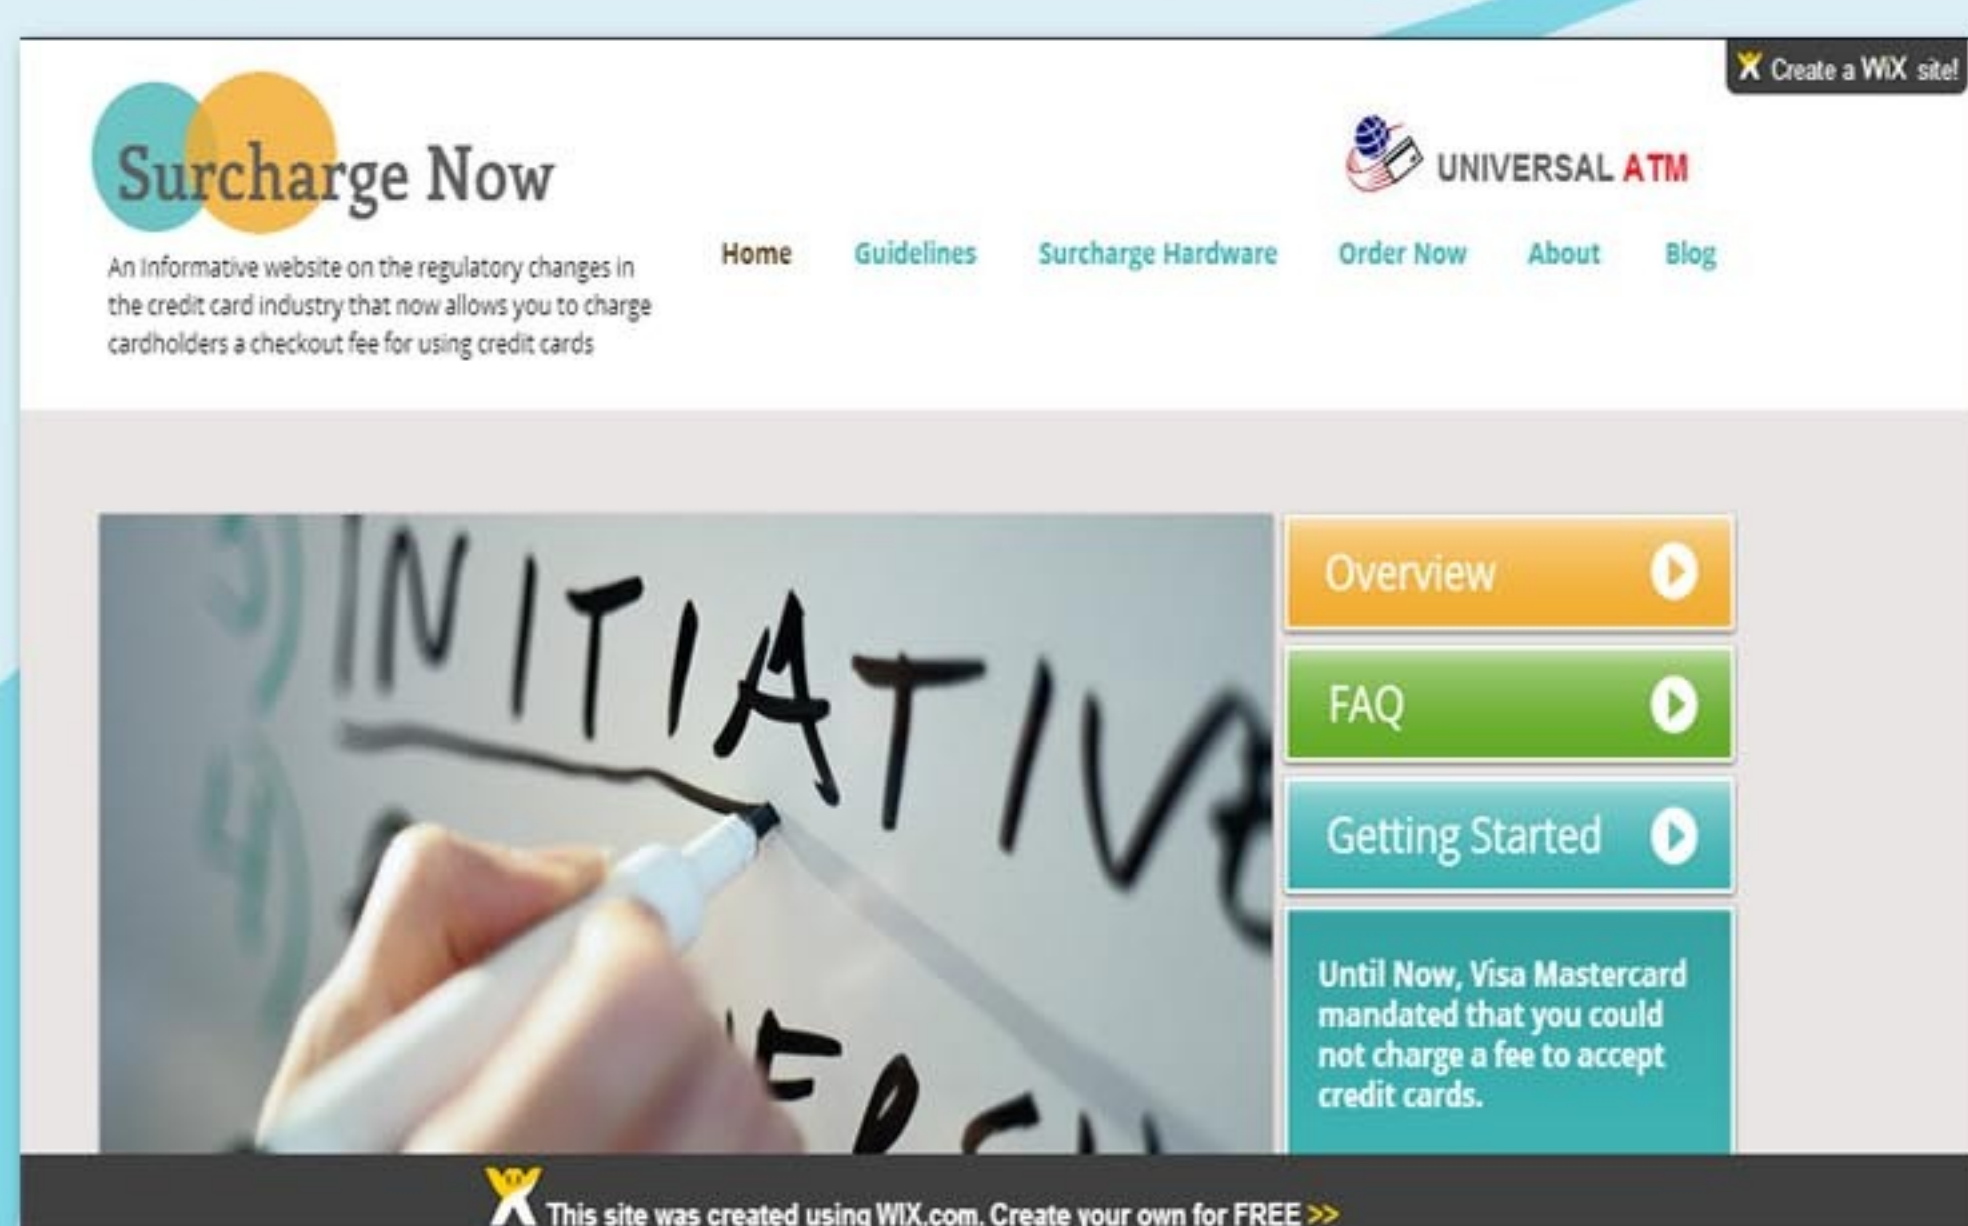 Create a WiX site!
Surcharge Now
UNIVERSAL ATM
An Informative website on the regulatory changes in
the credit card industry that now allows you to charge
cardholders a checkout fee for using credit cards
Home Guidelines Surcharge Hardware Order Now About Blog
3)
INITIATIVE
4)
Overview
FAQ
Getting Started
Until Now, Visa Mastercard
mandated that you could
not charge a fee to accept
credit cards.
This site was created using WIX.com. Create your own for FREE >>